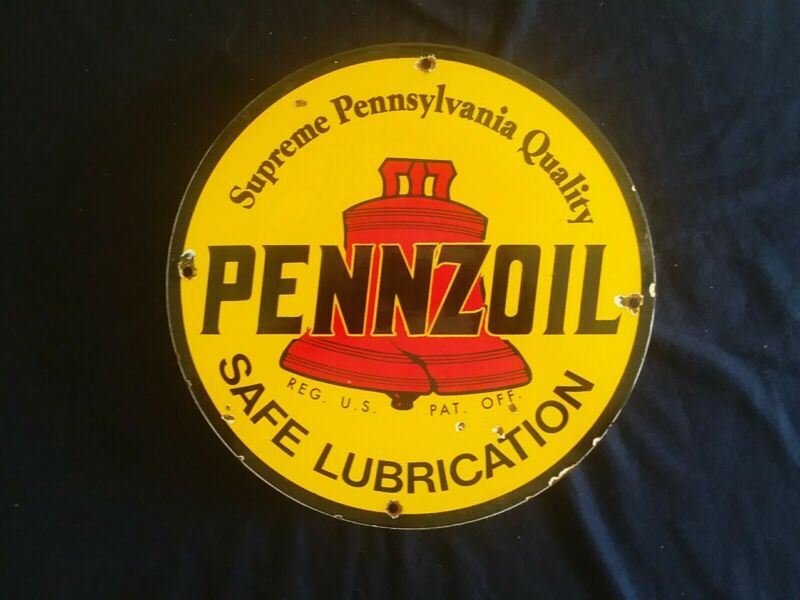 Supreme Pennsylvania Quality
PENNZOIL
REG. U.S. PAT. OFF.
SAFE LUBRICATION